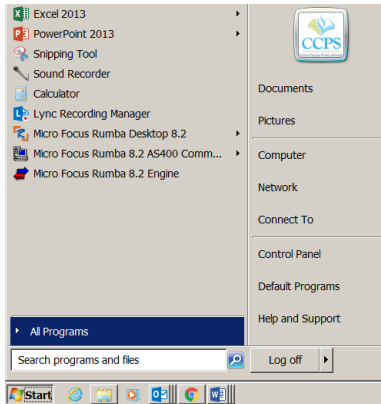 Excel 2013
PowerPoint 2013
Snipping Tool
Sound Recorder
Calculator
Lync Recording Manager
Micro Focus Rumba Desktop 8.2
Micro Focus Rumba 8.2 AS400 Comm...
Micro Focus Rumba 8.2 Engine
All Programs
Search programs and files
CCPS
Documents
Pictures
Computer
Network
Connect To
Control Panel
Default Programs
Help and Support
Log off
Start